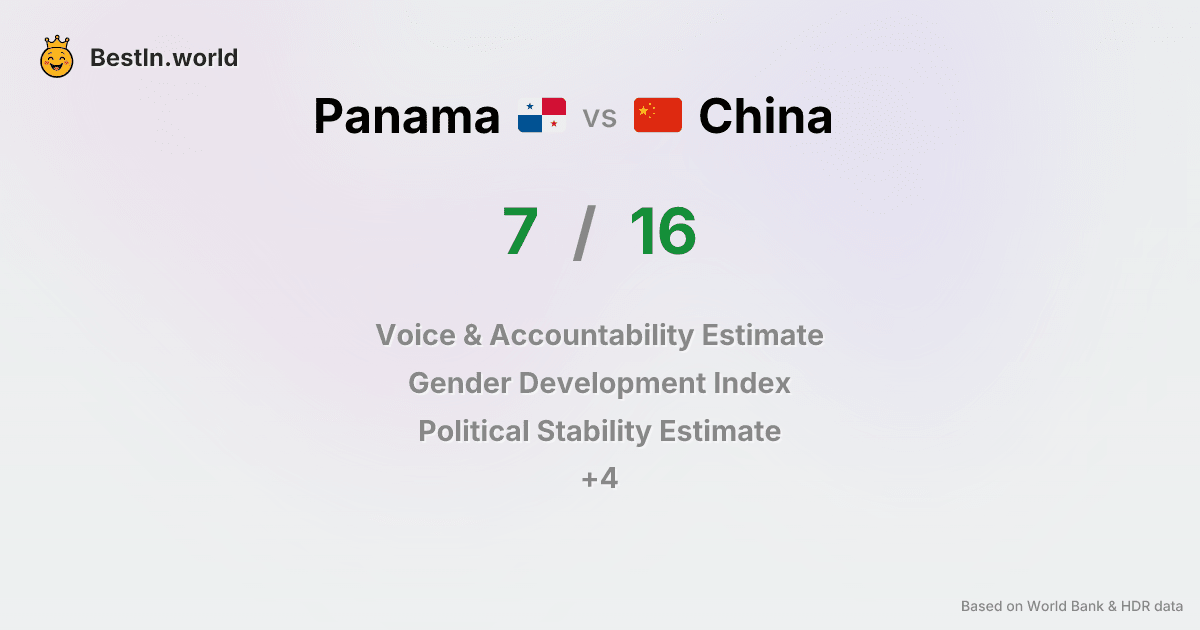 BestIn.world
Panama vs China
7 / 16
Voice & Accountability Estimate
Gender Development Index
Political Stability Estimate
+4
Based on World Bank & HDR data